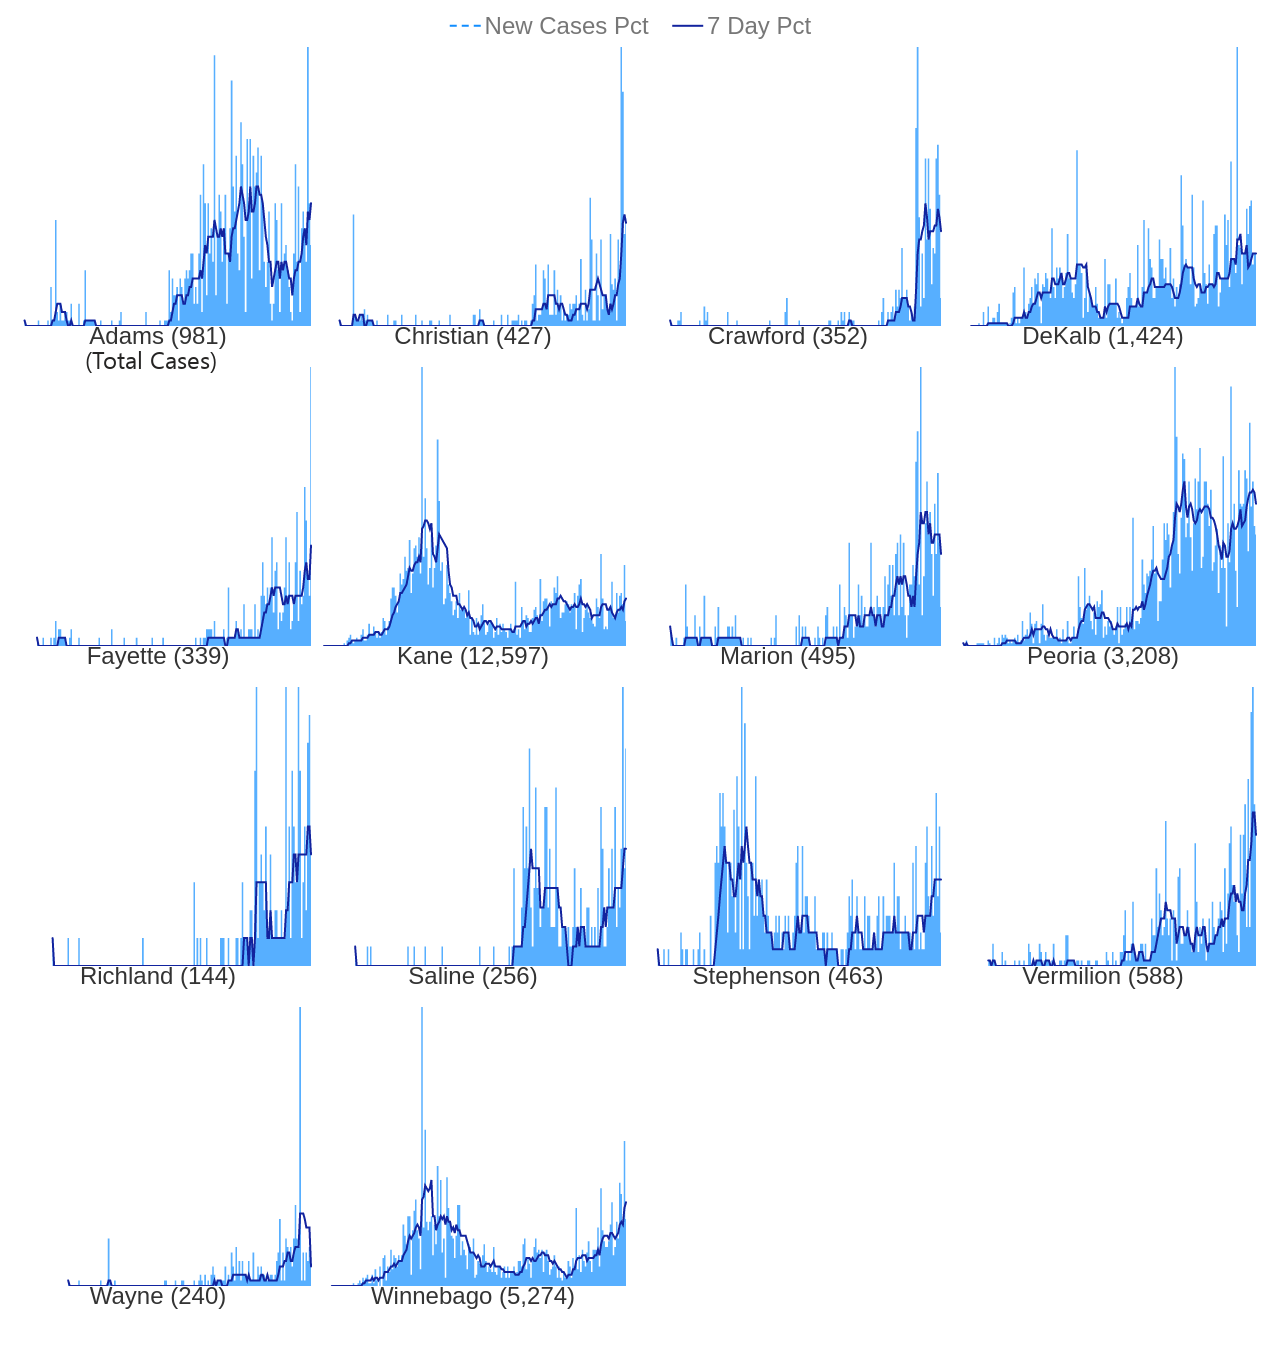 New Cases Pct 7 Day Pct
Adams (981) Christian (427) Crawford (352) DeKalb (1,424)
(Total Cases)
Fayette (339) Kane (12,597) Marion (495) Peoria (3,208)
Richland (144) Saline (256) Stephenson (463) Vermilion (588)
Wayne (240) Winnebago (5,274)